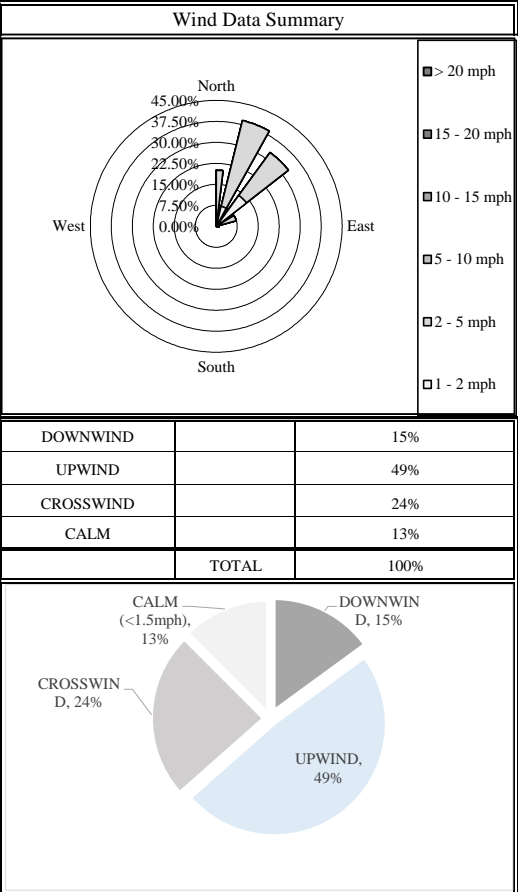 Wind Data Summary
North
45.00%
37.50%
30.00%
22.50%
15.00%
7.50%
0.00%
West
East
South
> 20 mph
15 - 20 mph
10 - 15 mph
5 - 10 mph
2 - 5 mph
1 - 2 mph
DOWNWIND 15%
UPWIND 49%
CROSSWIND 24%
CALM 13%
TOTAL 100%
CALM
(<1.5mph),
13%
DOWNWIN
D, 15%
CROSSWIN
D, 24%
UPWIND,
49%